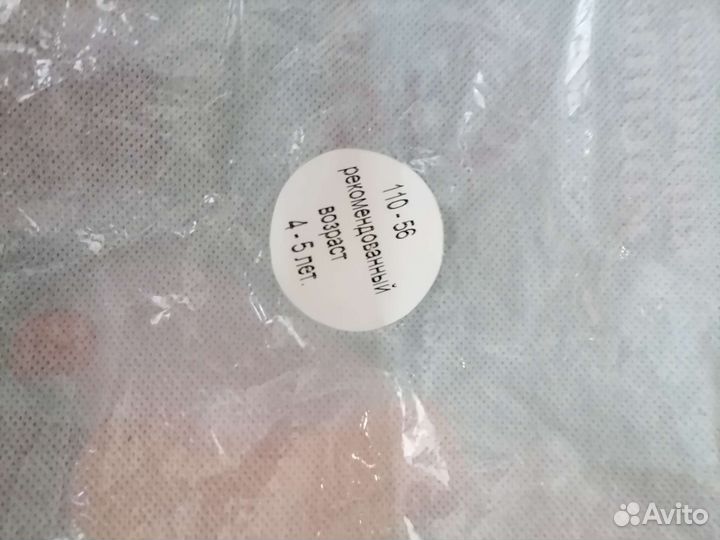 110 - 56
рекомендованный
возраст
4 - 5 лет.
Avito